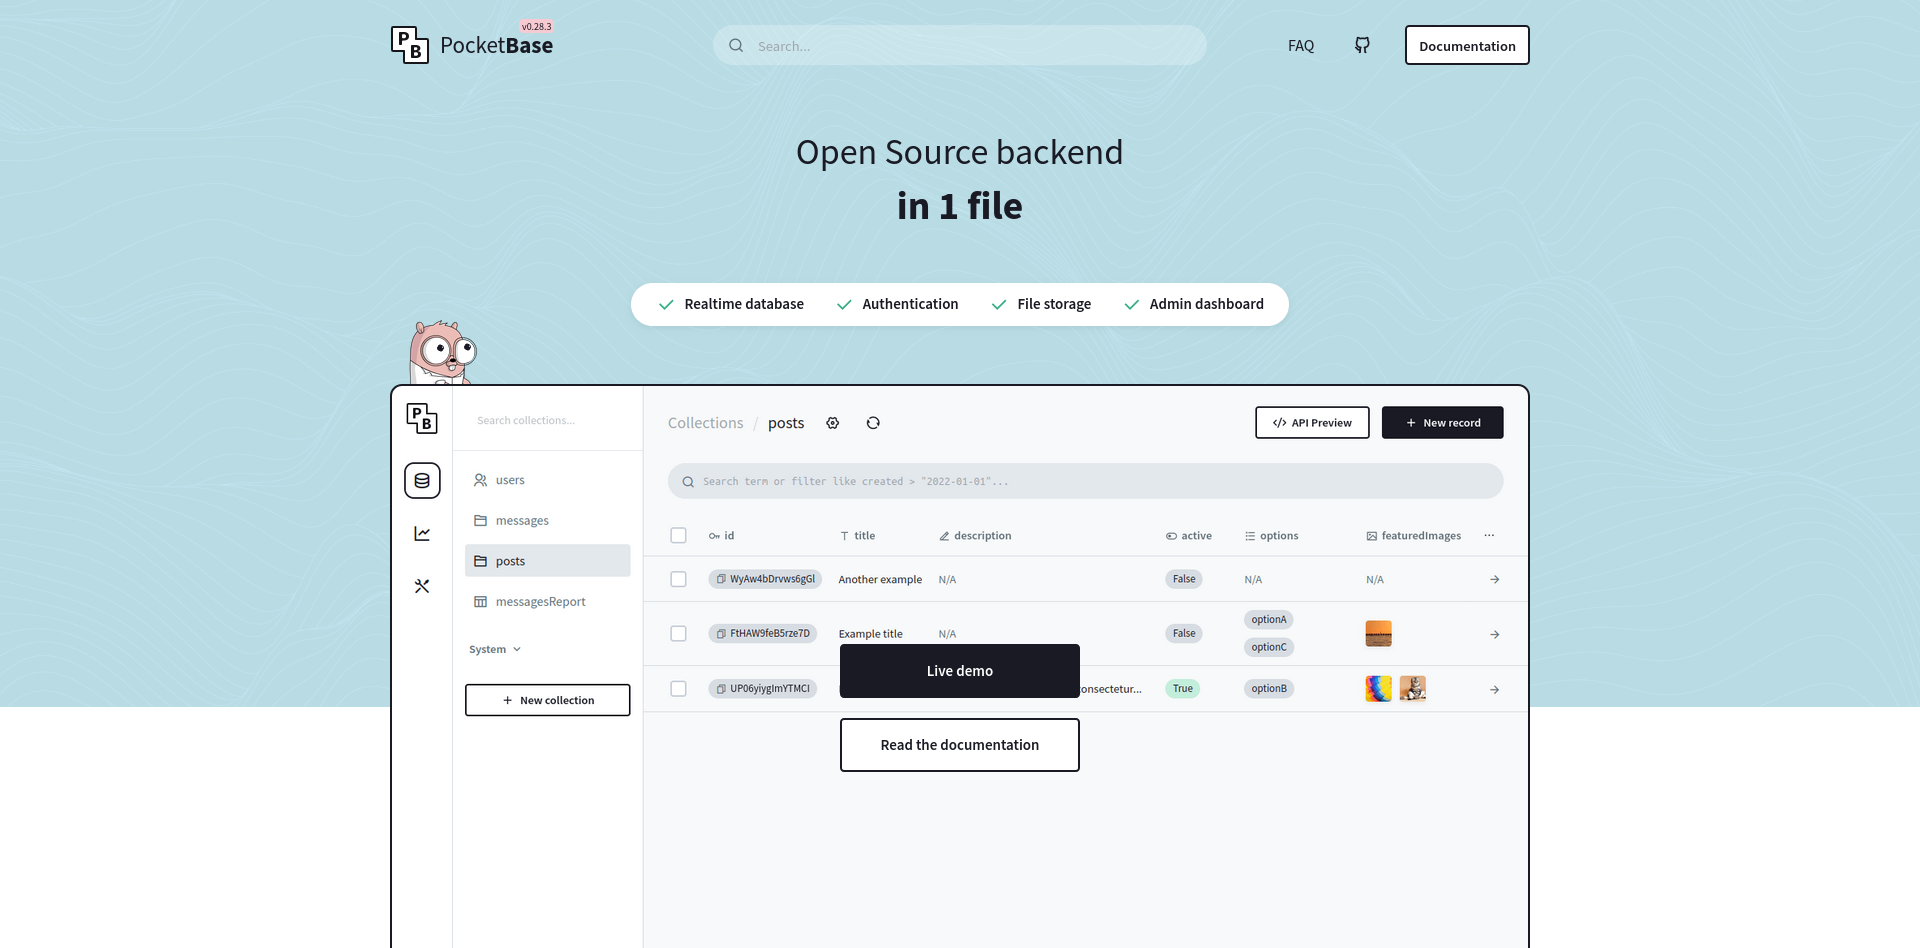 PocketBase
v0.28.3
Search...
FAQ
Documentation
Open Source backend
in 1 file
Realtime database
Authentication
File storage
Admin dashboard
Search collections...
users
messages
posts
messagesReport
System
+ New collection
Collections / posts
</> API Preview
+ New record
Search term or filter like created > "2022-01-01"...
id title description active options featuredImages ...
WyAw4bDrvws6gGl Another example N/A False N/A N/A
FtHAW9feB5rze7D Example title N/A False optionA
optionC
UP06yiygImYTMCI consectetur... True optionB
Live demo
Read the documentation